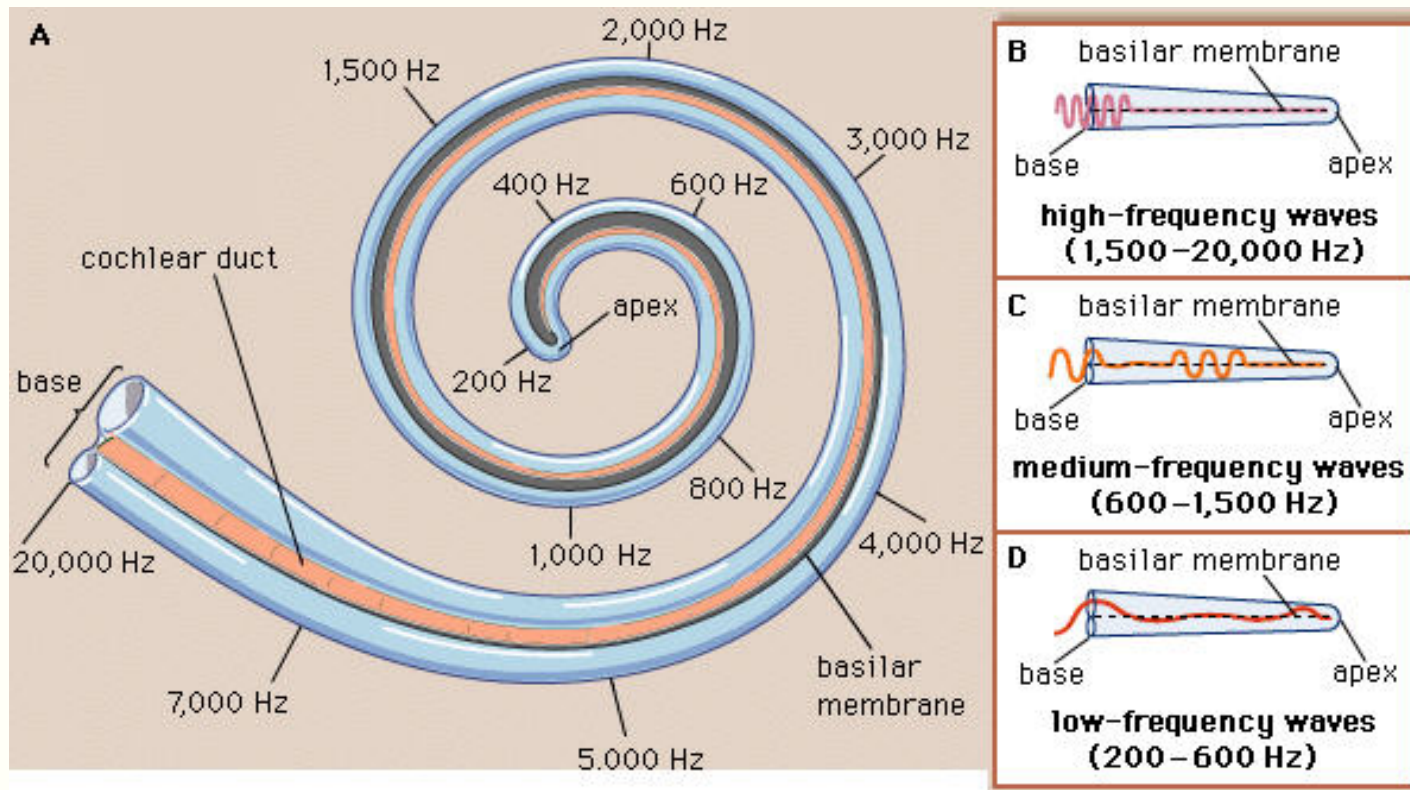 A
2,000 Hz
1,500 Hz
3,000 Hz
400 Hz
600 Hz
cochlear duct
apex
base
200 Hz
800 Hz
20,000 Hz
1,000 Hz
4,000 Hz
7,000 Hz
basilar
membrane
5.000 Hz
B
basilar membrane
base
apex
high-frequency waves
(1,500–20,000 Hz)
C
basilar membrane
base
apex
medium-frequency waves
(600–1,500 Hz)
D
basilar membrane
base
apex
low-frequency waves
(200–600 Hz)